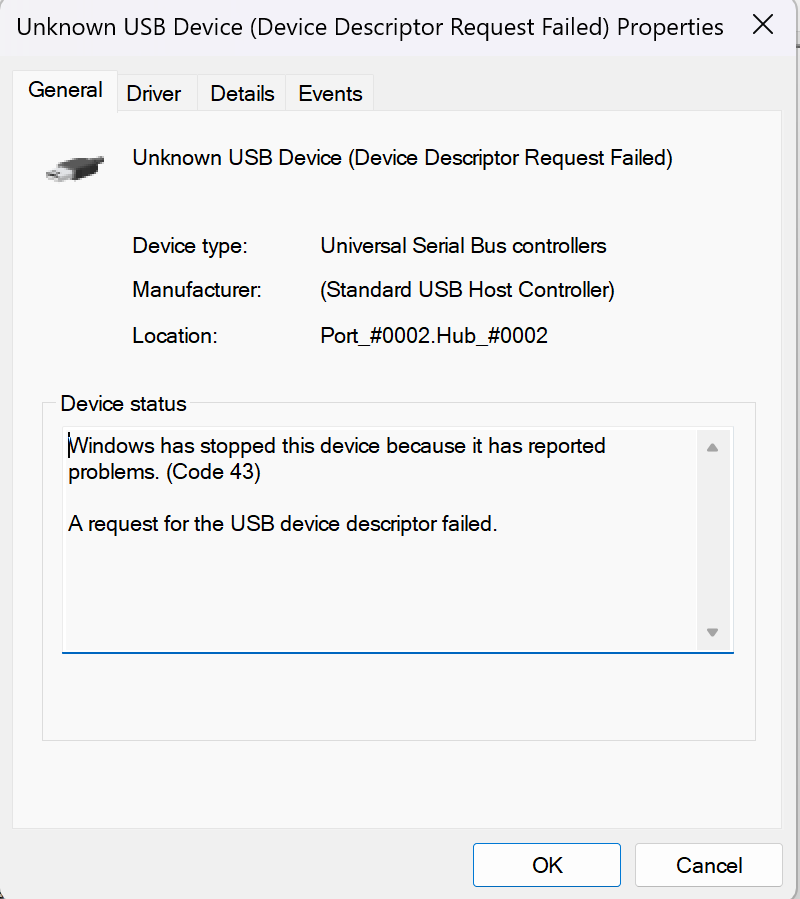 Unknown USB Device (Device Descriptor Request Failed) Properties
General
Driver
Details
Events
Unknown USB Device (Device Descriptor Request Failed)
Device type: Universal Serial Bus controllers
Manufacturer: (Standard USB Host Controller)
Location: Port_#0002.Hub_#0002
Device status
Windows has stopped this device because it has reported
problems. (Code 43)
A request for the USB device descriptor failed.
OK
Cancel